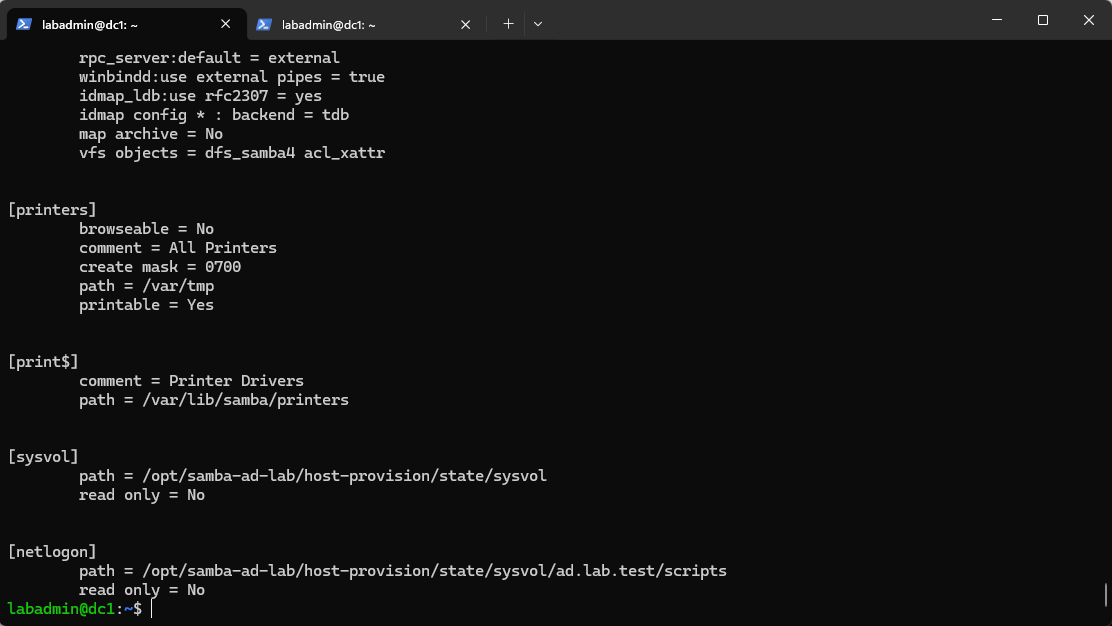 labadmin@dc1: ~
labadmin@dc1: ~
rpc_server:default = external
winbindd:use external pipes = true
idmap_ldb:use rfc2307 = yes
idmap config * : backend = tdb
map archive = No
vfs objects = dfs_samba4 acl_xattr
[printers]
browseable = No
comment = All Printers
create mask = 0700
path = /var/tmp
printable = Yes
[print$]
comment = Printer Drivers
path = /var/lib/samba/printers
[sysvol]
path = /opt/samba-ad-lab/host-provision/state/sysvol
read only = No
[netlogon]
path = /opt/samba-ad-lab/host-provision/state/sysvol/ad.lab.test/scripts
read only = No
labadmin@dc1:~$